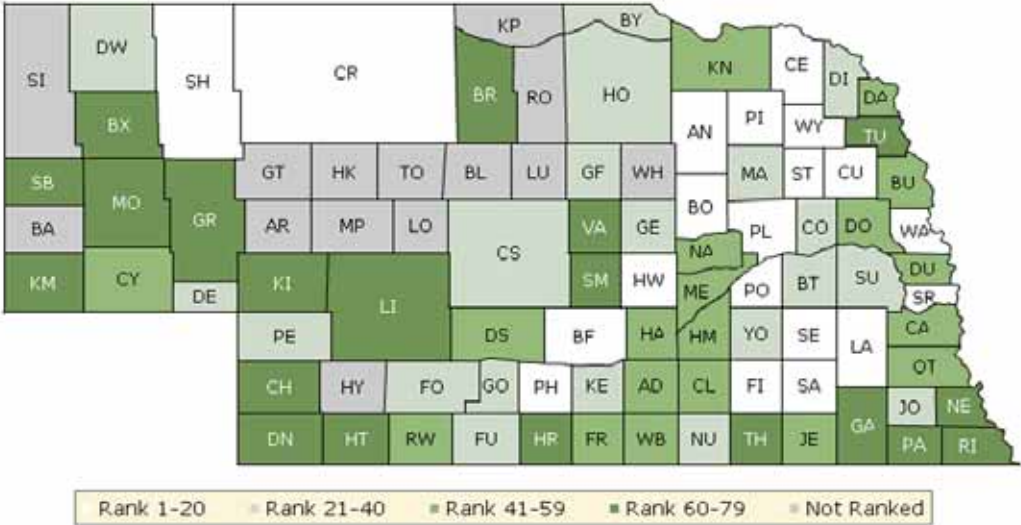 KP BY
DW
SI SH CR BR RO HO KN CE DI
DA
BX AN PI WY TU
SB GT HK TO BL LU GF WH MA ST CU BU
MO GR
BA AR MP LO CS VA GE BO PL CO DO WA
NA
KM CY KI SM HW DU
DE LI ME PO BT SU SR
PE DS BF HA HM YO SE LA CA
OT
CH HY FO GO PH KE AD CL FI SA
JO NE
DN HT RW FU HR FR WB NU TH JE GA PA RI
Rank 1-20 Rank 21-40 Rank 41-59 Rank 60-79 Not Ranked